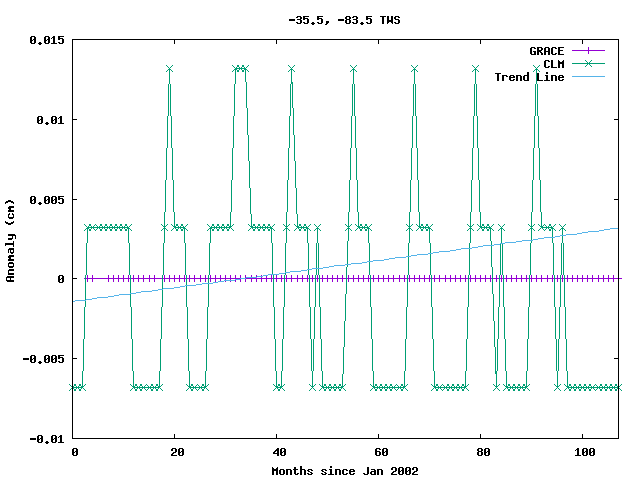 -35.5, -83.5 TWS
0.015
0.01
0.005
0
-0.005
-0.01
Anomaly (cm)
GRACE
CLM
Trend Line
0 20 40 60 80 100
Months since Jan 2002